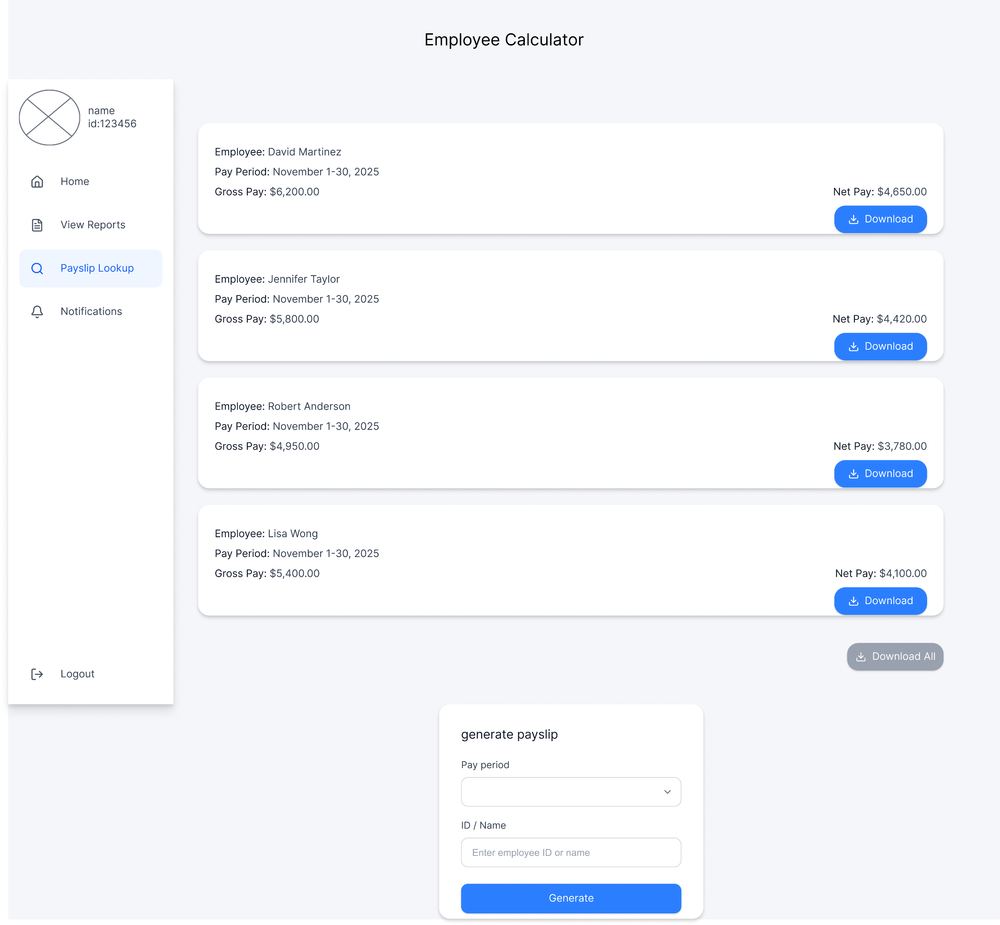 Employee Calculator
name
id:123456
Home
View Reports
Payslip Lookup
Notifications
Logout
Employee: David Martinez
Pay Period: November 1-30, 2025
Gross Pay: $6,200.00
Net Pay: $4,650.00
Download
Employee: Jennifer Taylor
Pay Period: November 1-30, 2025
Gross Pay: $5,800.00
Net Pay: $4,420.00
Download
Employee: Robert Anderson
Pay Period: November 1-30, 2025
Gross Pay: $4,950.00
Net Pay: $3,780.00
Download
Employee: Lisa Wong
Pay Period: November 1-30, 2025
Gross Pay: $5,400.00
Net Pay: $4,100.00
Download
Download All
generate payslip
Pay period
ID / Name
Enter employee ID or name
Generate